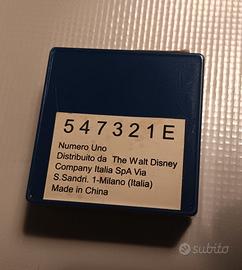 547321E
Numero Uno
Distribuito da The Walt Disney
Company Italia SpA Via
S.Sandri. 1-Milano (Italia)
Made in China
subito